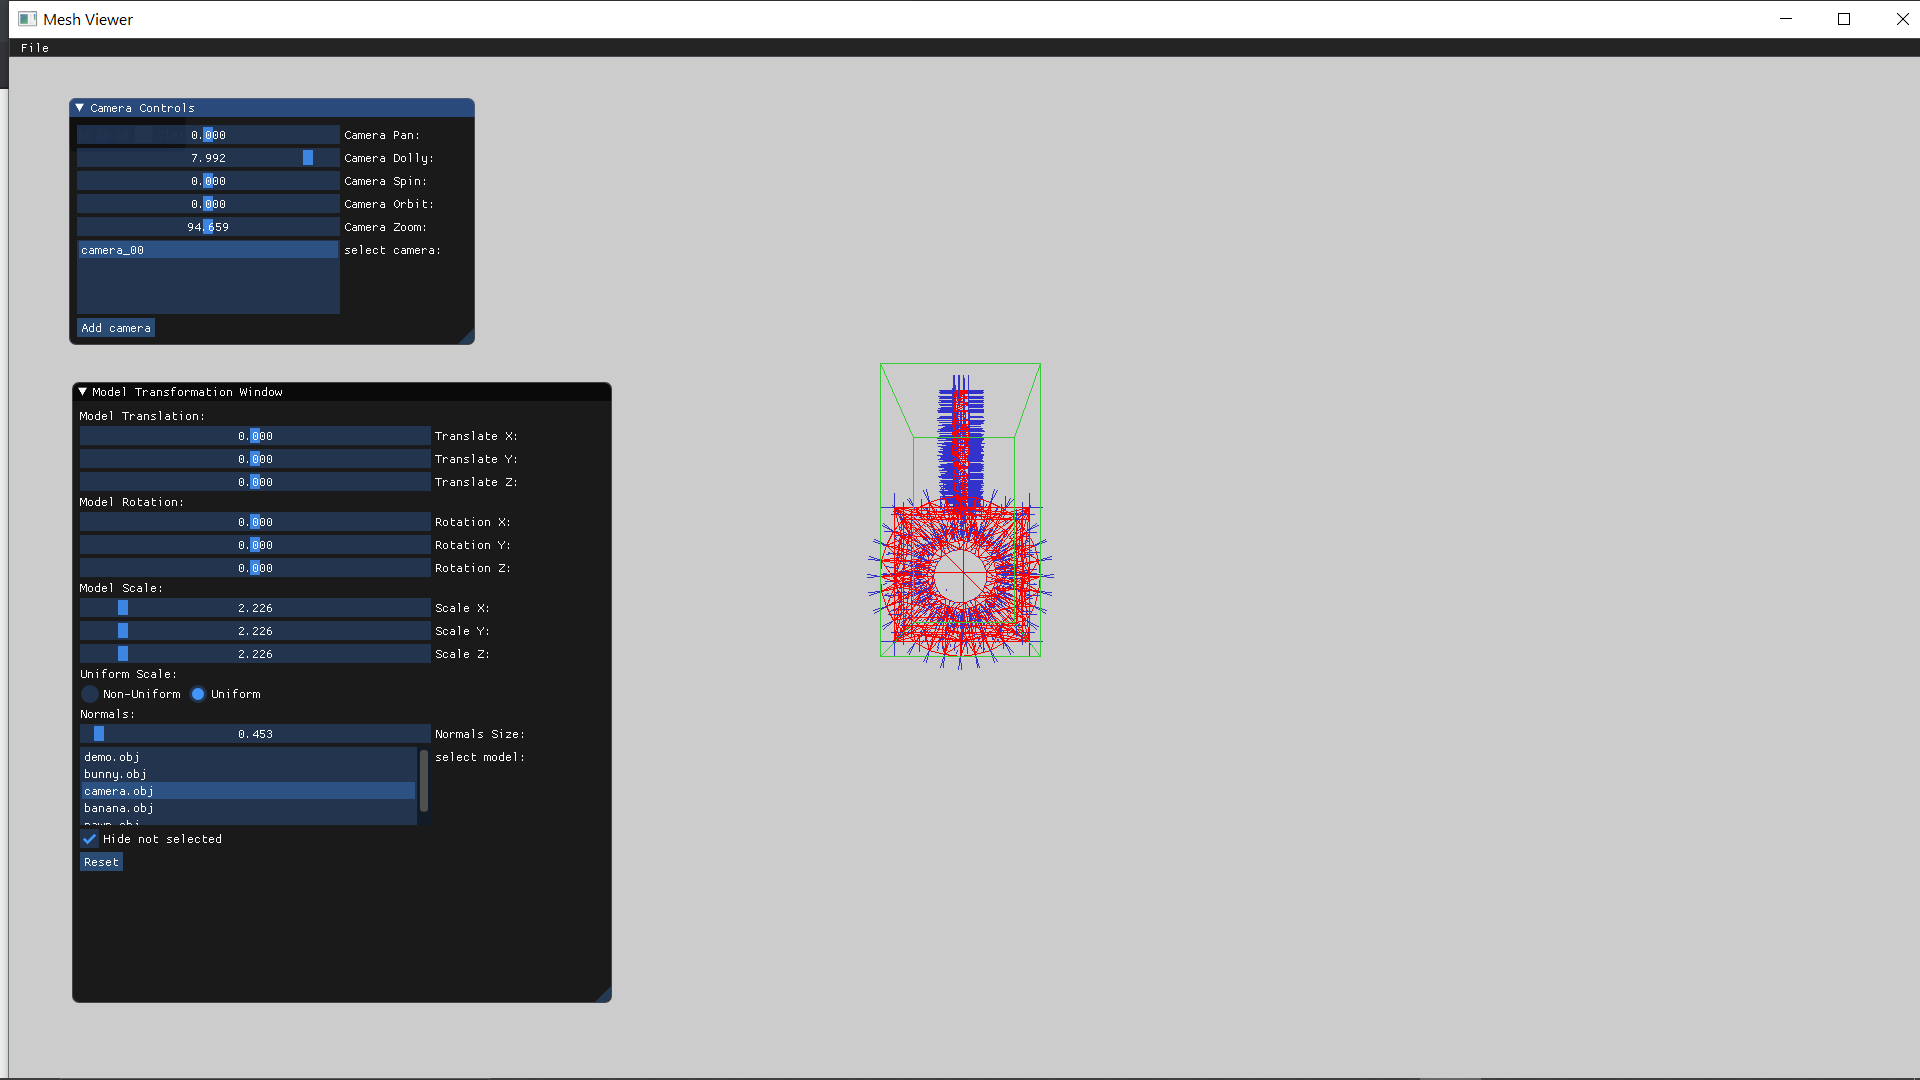 Mesh Viewer
File
Camera Controls
0.000 Camera Pan:
7.992 Camera Dolly:
0.000 Camera Spin:
0.000 Camera Orbit:
94.659 Camera Zoom:
camera_00 select camera:
Add camera
Model Transformation Window
Model Translation:
0.000 Translate X:
0.000 Translate Y:
0.000 Translate Z:
Model Rotation:
0.000 Rotation X:
0.000 Rotation Y:
0.000 Rotation Z:
Model Scale:
2.226 Scale X:
2.226 Scale Y:
2.226 Scale Z:
Uniform Scale:
Non-Uniform Uniform
Normals:
0.453 Normals Size:
demo.obj select model:
bunny.obj
camera.obj
banana.obj
Hide not selected
Reset